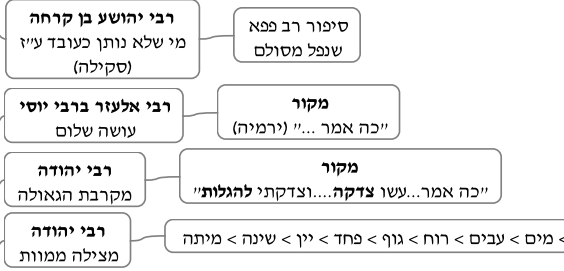 רבי יהושע בן קרחה
מי שלא נותן כעובד ע"ז
(סקילה)
סיפור רב פפא
שנפל מסולם
רבי אלעזר ברבי יוסי
עושה שלום
מקור
"כה אמר ..." (ירמיה)
רבי יהודה
מקרבת הגאולה
מקור
"כה אמר...עשו צדקה....וצדקתי להגלות"
רבי יהודה
מצילה ממוות
> מים > עבים > רוח > גוף > פחד > יין > שינה > מיתה